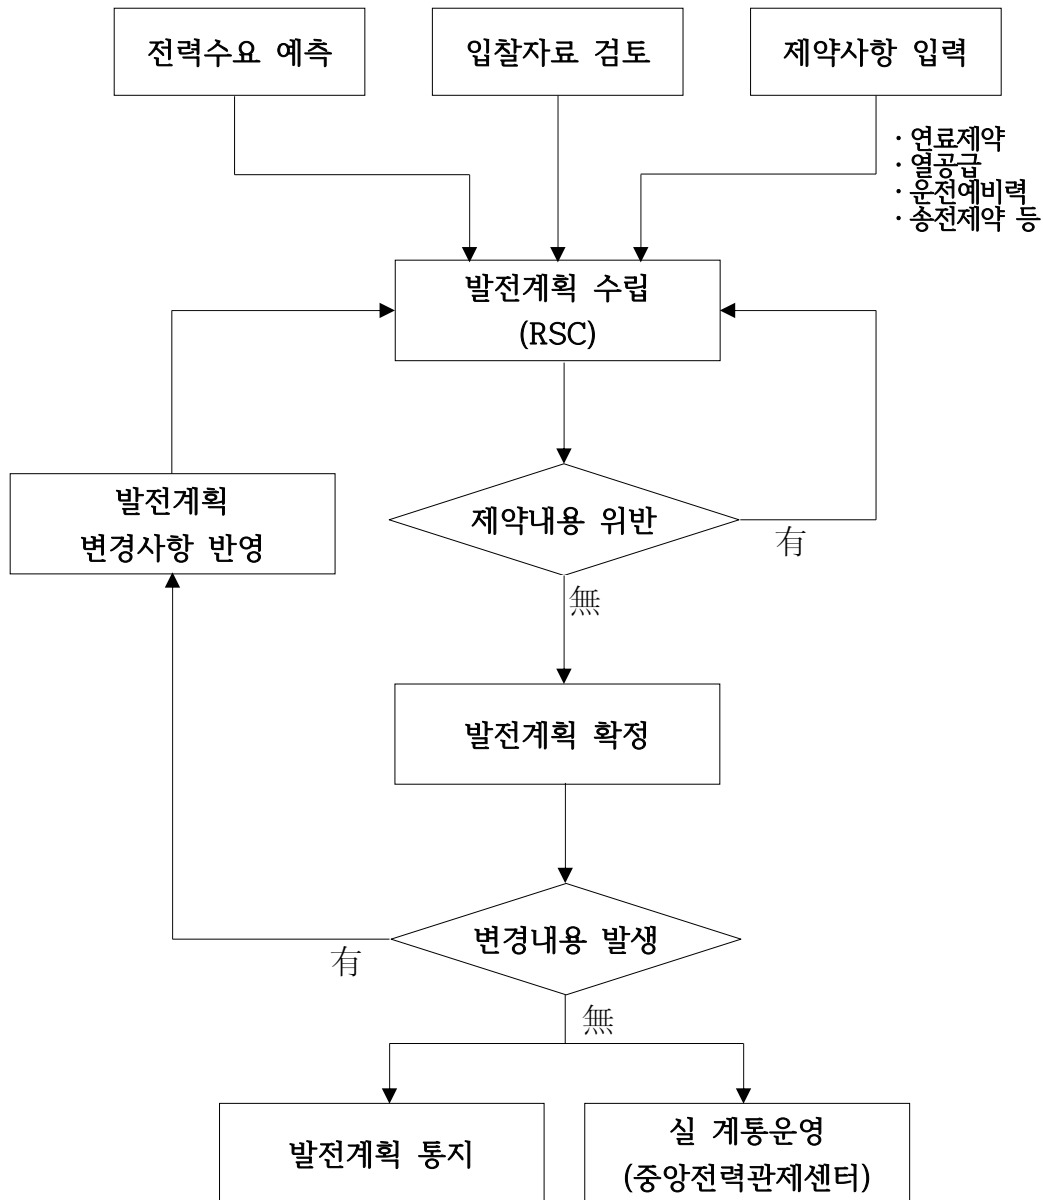 전력수요 예측
입찰자료 검토
제약사항 입력
· 연료제약
· 열공급
· 운전예비력
· 송전제약 등
발전계획 수립
(RSC)
발전계획
변경사항 반영
제약내용 위반
有
無
발전계획 확정
변경내용 발생
有
無
발전계획 통지
실 계통운영
(중앙전력관제센터)